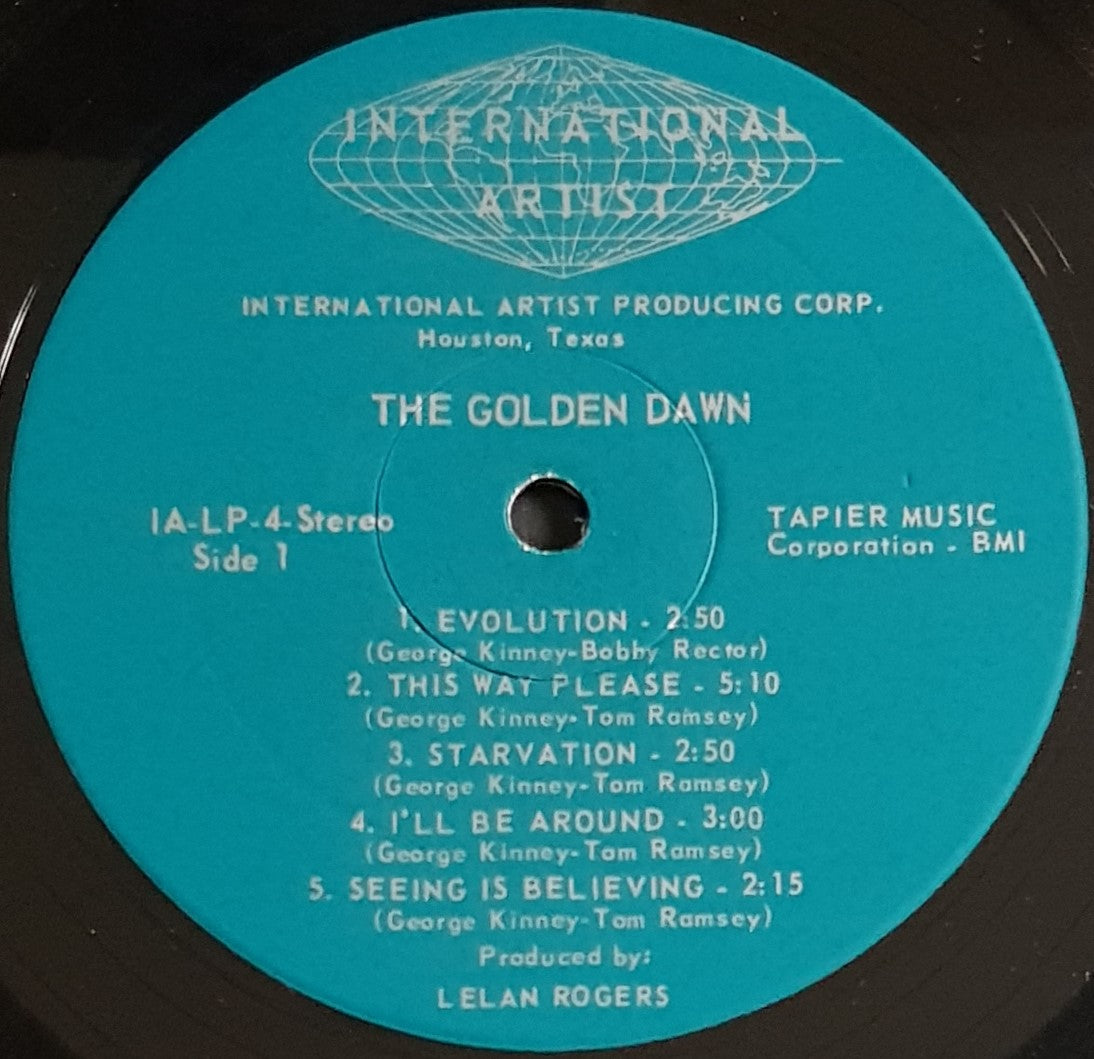 INTERNATIONAL
ARTIST
INTERNATIONAL ARTIST PRODUCING CORP.
Houston, Texas
THE GOLDEN DAWN
IA-LP-4-Stereo
Side 1
TAPIER MUSIC
Corporation - BMI
1. EVOLUTION - 2:50
(George Kinney-Bobby Rector)
2. THIS WAY PLEASE - 5:10
(George Kinney-Tom Ramsey)
3. STARVATION - 2:50
(George Kinney-Tom Ramsey)
4. I'LL BE AROUND - 3:00
(George Kinney-Tom Ramsey)
5. SEEING IS BELIEVING - 2:15
(George Kinney-Tom Ramsey)
Produced by:
LELAN ROGERS